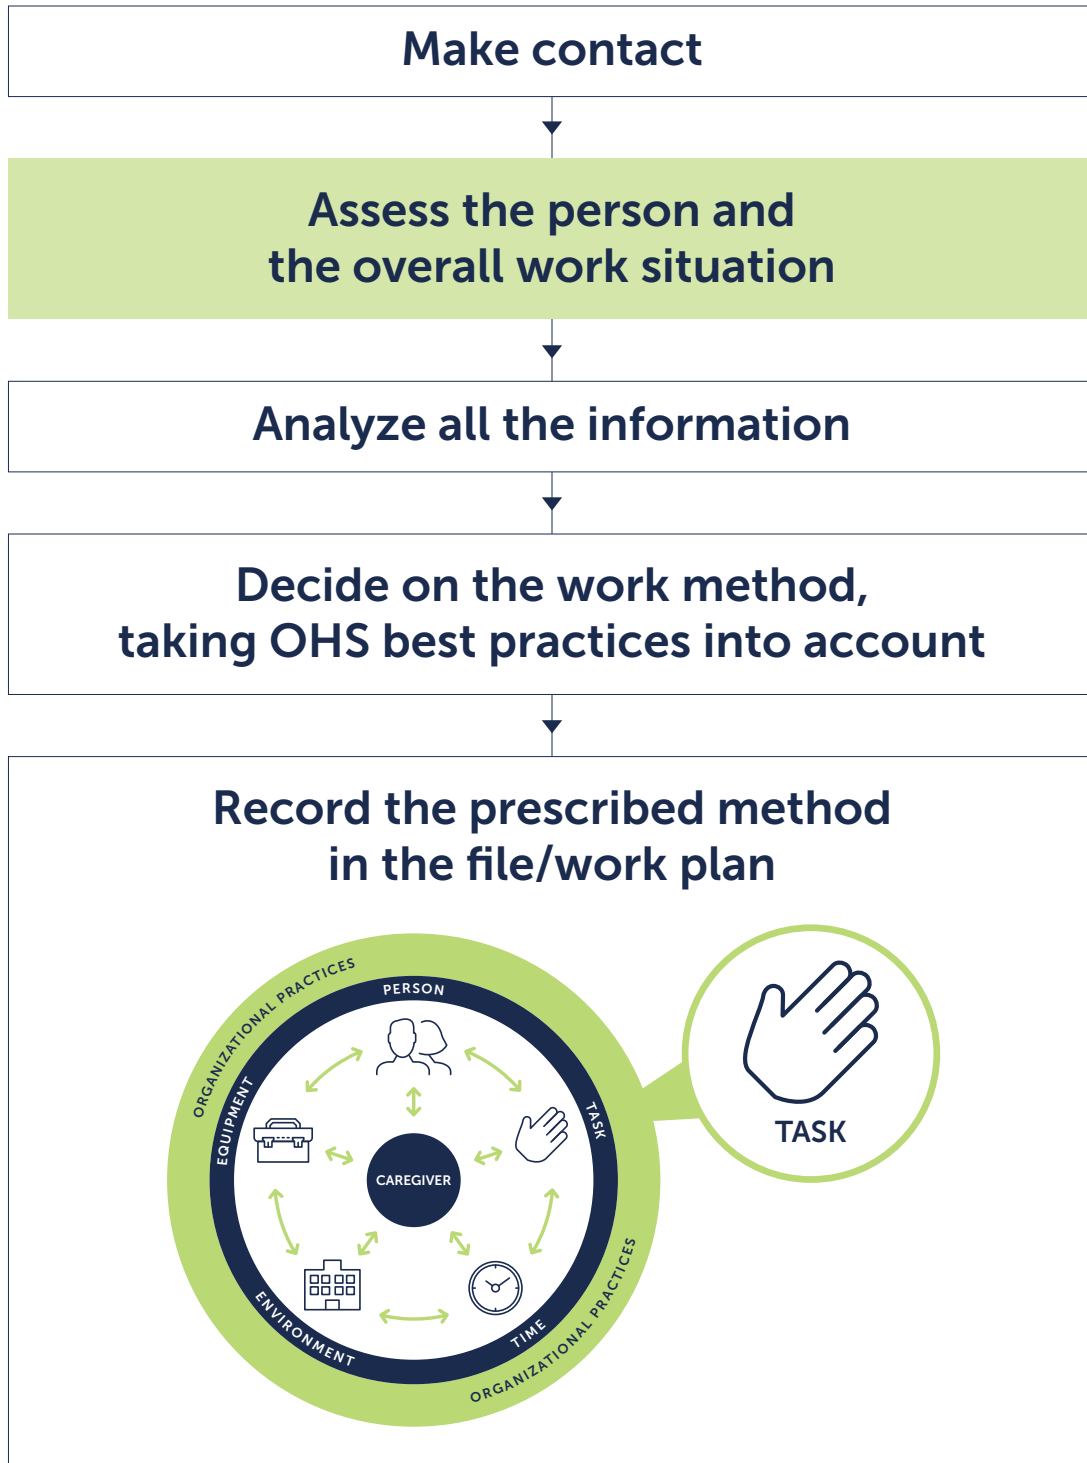 Make contact
Assess the person and
the overall work situation
Analyze all the information
Decide on the work method,
taking OHS best practices into account
Record the prescribed method
in the file/work plan
ORGANIZATIONAL PRACTICES
PERSON
EQUIPMENT
TASK
CAREGIVER
ENVIRONMENT
TIME
ORGANIZATIONAL PRACTICES
TASK